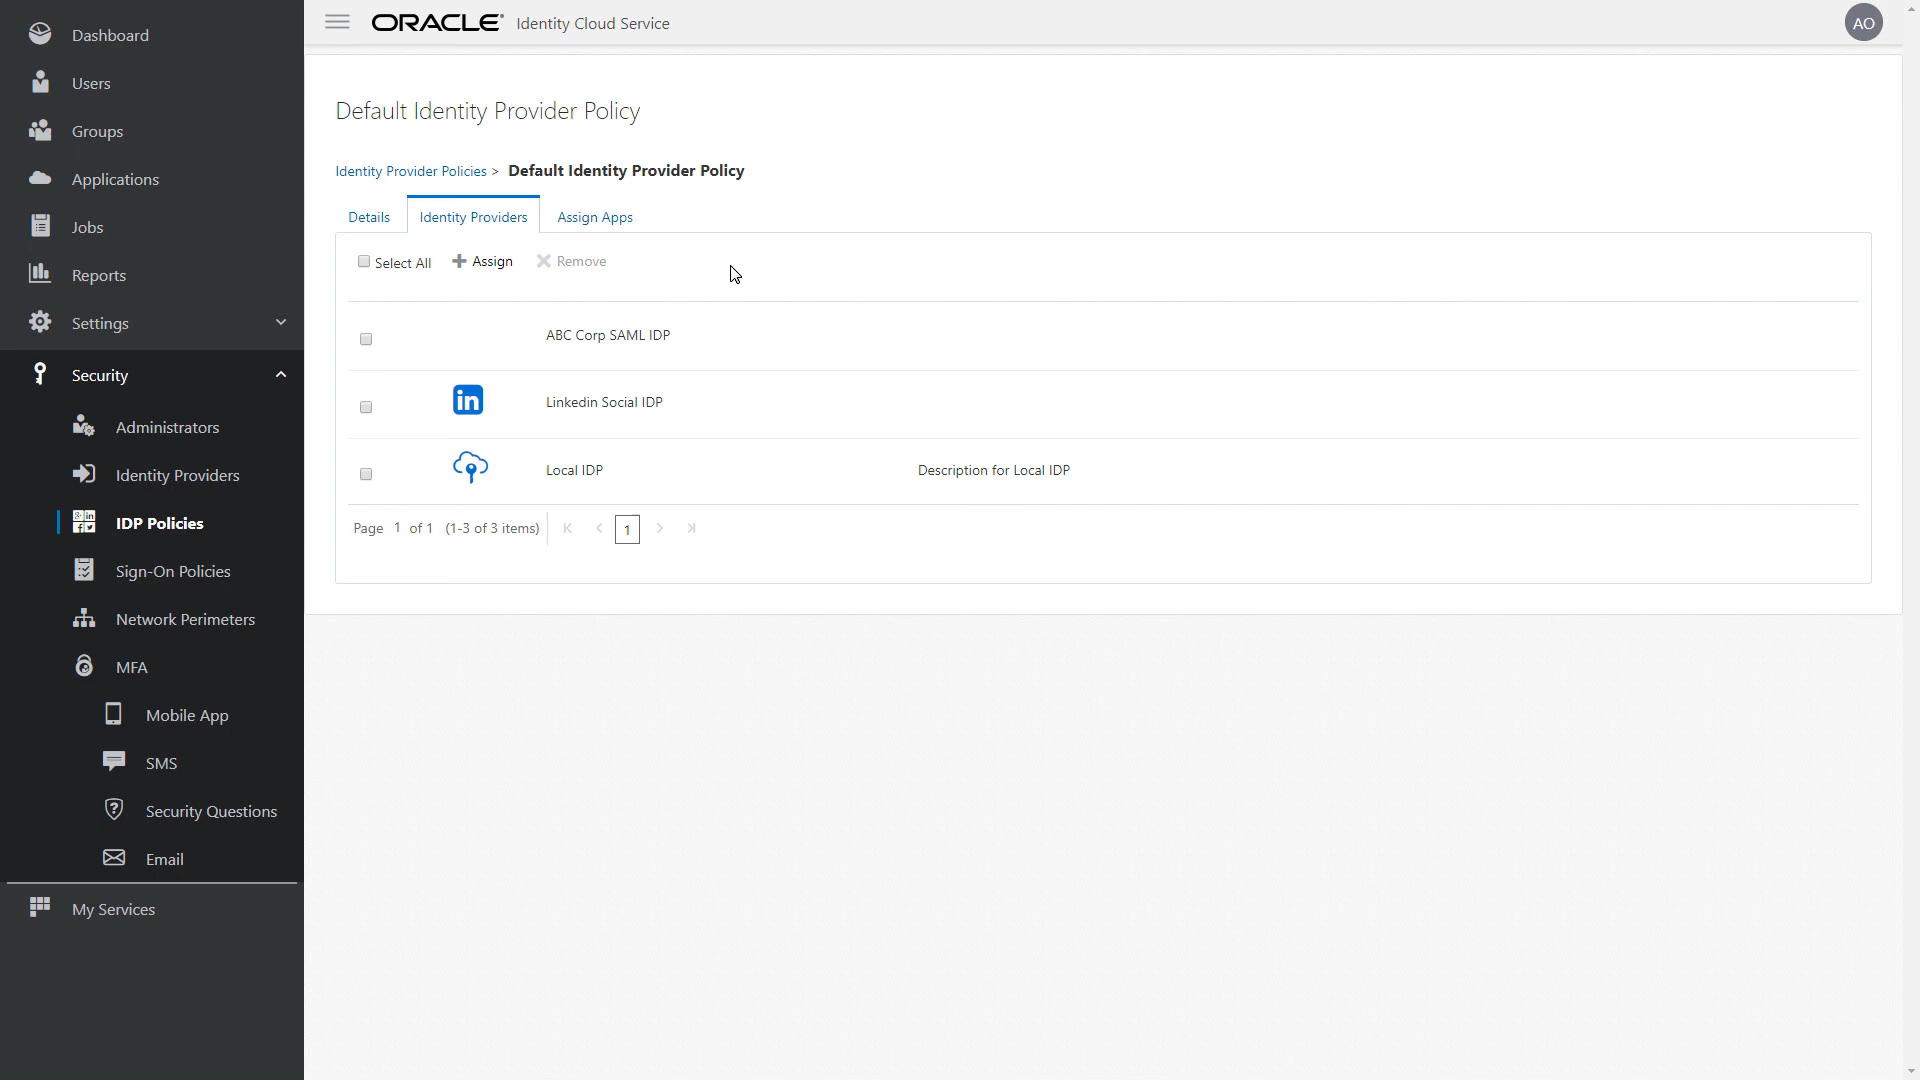 Dashboard
Users
Groups
Applications
Jobs
Reports
Settings
Security
Administrators
Identity Providers
IDP Policies
Sign-On Policies
Network Perimeters
MFA
Mobile App
SMS
Security Questions
Email
My Services
ORACLE® Identity Cloud Service
AO
Default Identity Provider Policy
Identity Provider Policies > Default Identity Provider Policy
Details Identity Providers Assign Apps
Select All Assign Remove
ABC Corp SAML IDP
in Linkedin Social IDP
Local IDP Description for Local IDP
Page 1 of 1 (1-3 of 3 items) 1